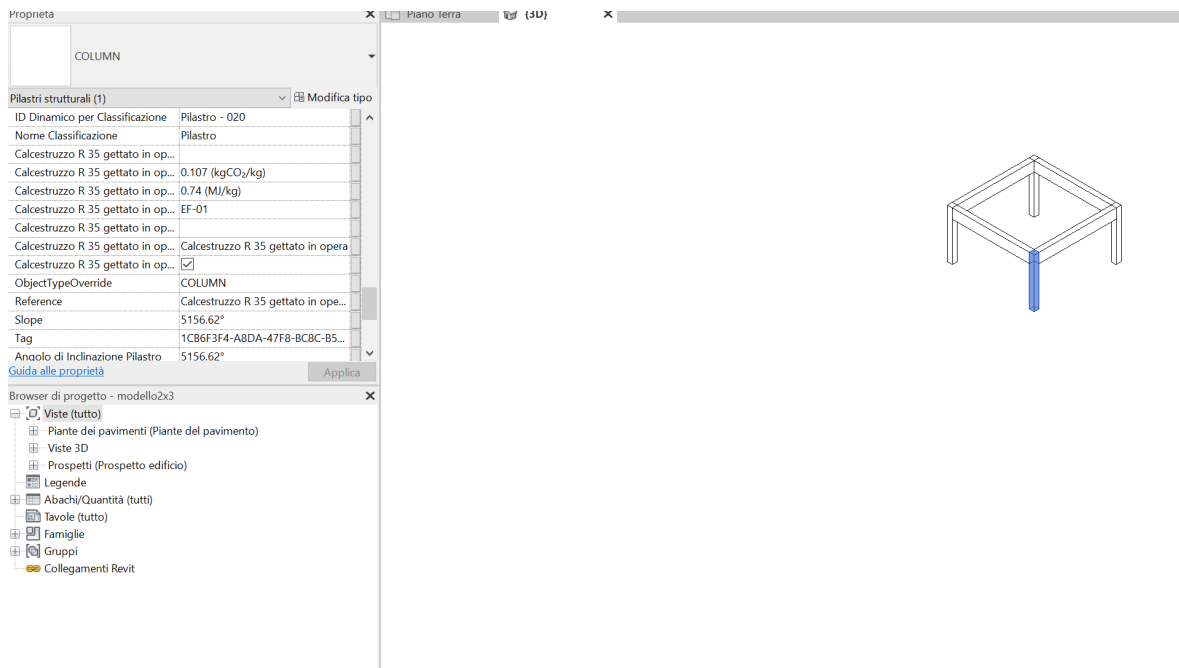 Proprietà
Piano Terra
{3D}
COLUMN
Pilastri strutturali (1)
Modifica tipo
ID Dinamico per Classificazione Pilastro - 020
Nome Classificazione Pilastro
Calcestruzzo R 35 gettato in op...
Calcestruzzo R 35 gettato in op... 0.107 (kgCO₂/kg)
Calcestruzzo R 35 gettato in op... 0.74 (MJ/kg)
Calcestruzzo R 35 gettato in op... EF-01
Calcestruzzo R 35 gettato in op...
Calcestruzzo R 35 gettato in op... Calcestruzzo R 35 gettato in opera
Calcestruzzo R 35 gettato in op...
ObjectTypeOverride COLUMN
Reference Calcestruzzo R 35 gettato in ope...
Slope 5156.62°
Tag 1CB6F3F4-A8DA-47F8-BC8C-B5...
Angolo di Inclinazione Pilastro 5156.62°
Guida alle proprietà
Applica
Browser di progetto - modello2x3
Viste (tutto)
Piante dei pavimenti (Piante del pavimento)
Viste 3D
Prospetti (Prospetto edificio)
Legende
Abachi/Quantità (tutti)
Tavole (tutto)
Famiglie
Gruppi
Collegamenti Revit